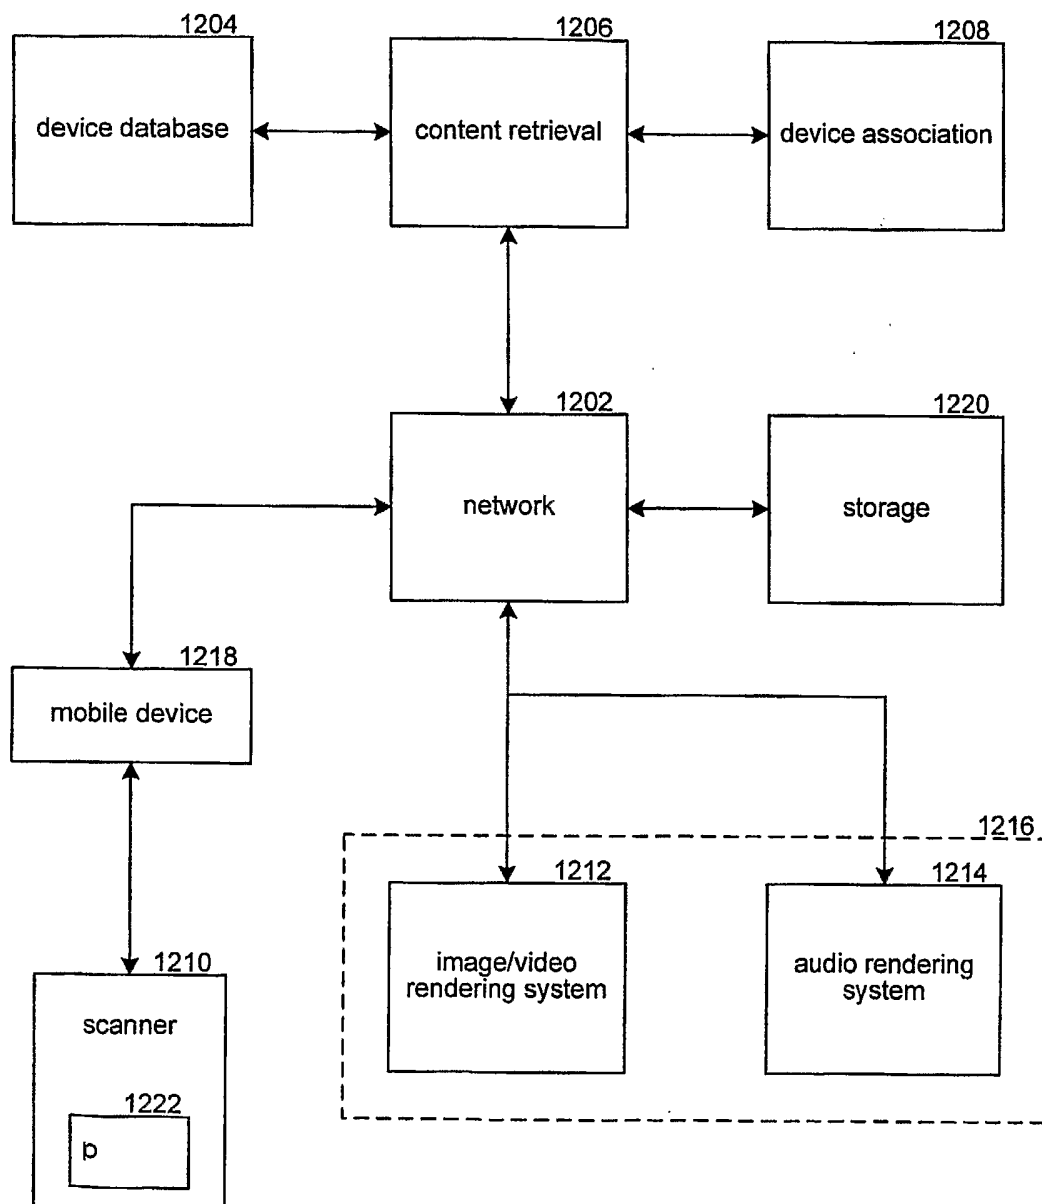 1204
device database
1206
content retrieval
1208
device association
1202
network
1220
storage
1218
mobile device
1216
1212
image/video
rendering system
1214
audio rendering
system
1210
scanner
1222
p